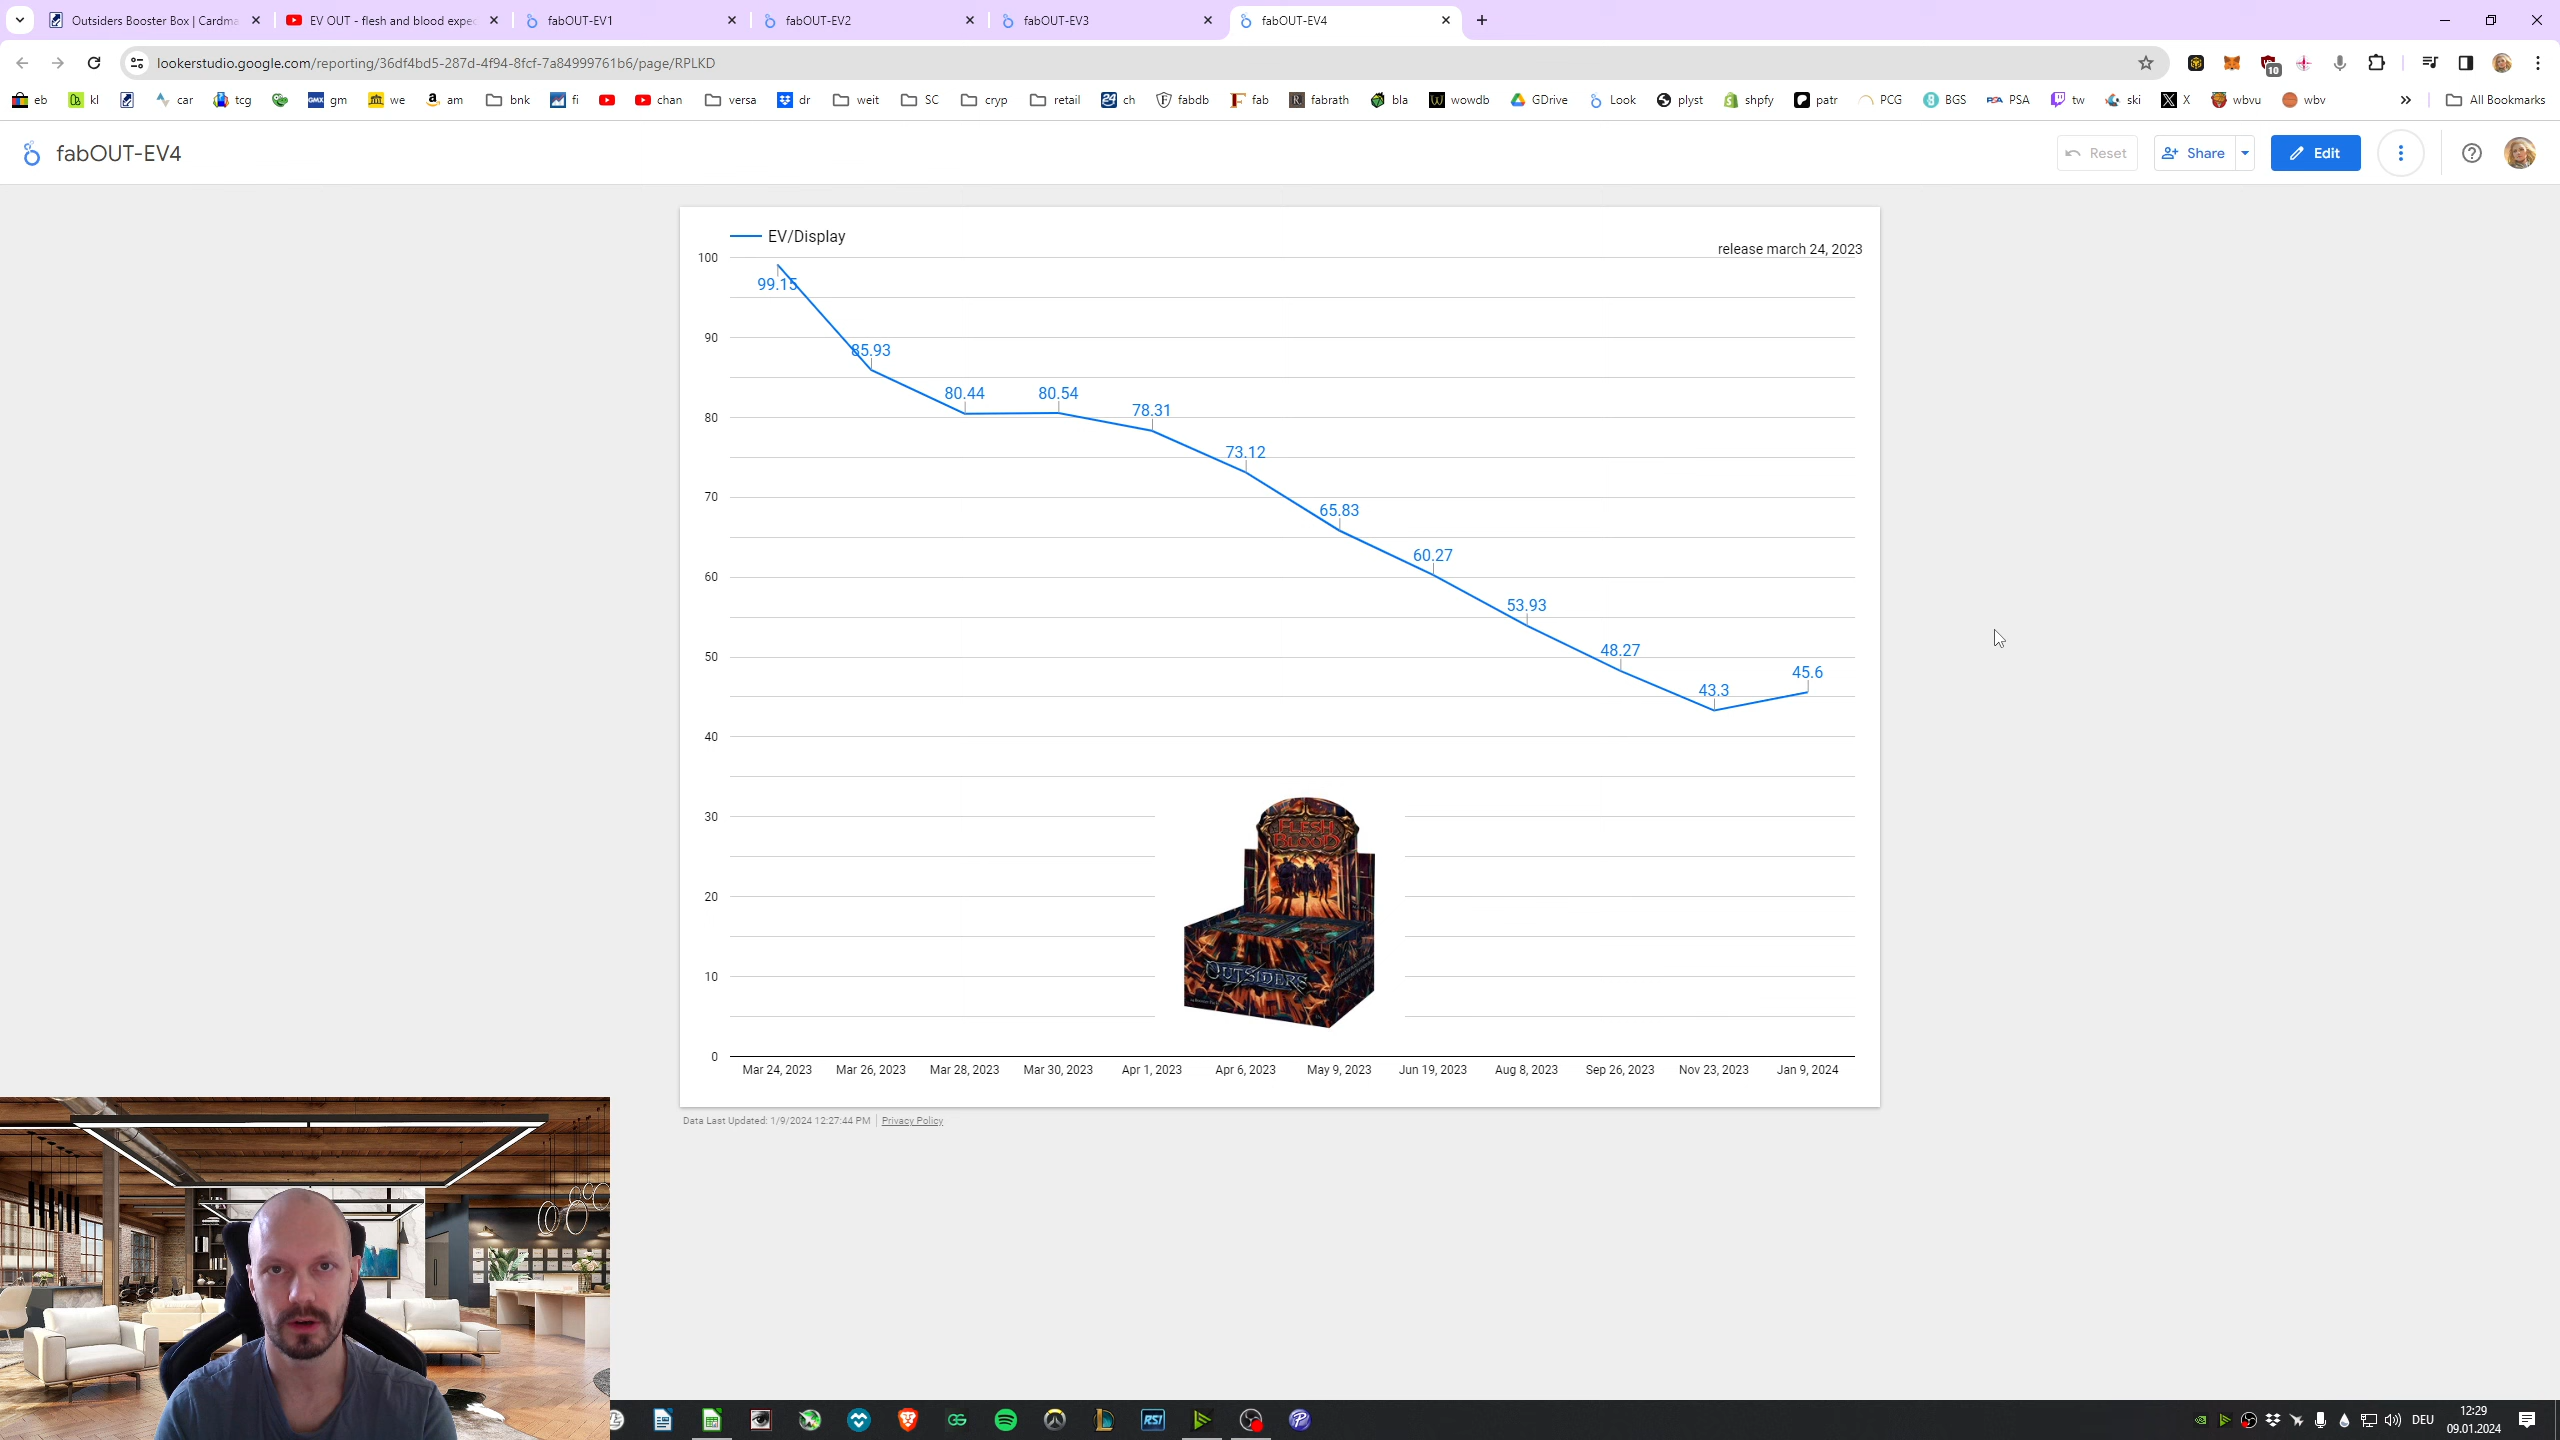 Outsiders Booster Box | Cardma
EV OUT - flesh and blood expec
fabOUT-EV1
fabOUT-EV2
fabOUT-EV3
fabOUT-EV4
lookerstudio.google.com/reporting/36df4bd5-287d-4f94-8fcf-7a84999761b6/page/RPLKD
10
eb kl car tcg GMX gm we am bnk fi chan versa dr weit SC cryp retail 24 ch fabdb fab fabrath bla wowdb GDrive Look plyst shpfy patr PCG BGS PSA PSA tw ski X wbvu wbv » All Bookmarks
fabOUT-EV4
Reset
Share
Edit
EV/Display
release march 24, 2023
100
90
80
70
60
50
40
30
20
10
0
99.15
85.93
80.44
80.54
78.31
73.12
65.83
60.27
53.93
48.27
43.3
45.6
FLESH
BLOOD
OUTSIDERS
Mar 24, 2023 Mar 26, 2023 Mar 28, 2023 Mar 30, 2023 Apr 1, 2023 Apr 6, 2023 May 9, 2023 Jun 19, 2023 Aug 8, 2023 Sep 26, 2023 Nov 23, 2023 Jan 9, 2024
Data Last Updated: 1/9/2024 12:27:44 PM | Privacy Policy
RSI
DEU
12:29
09.01.2024